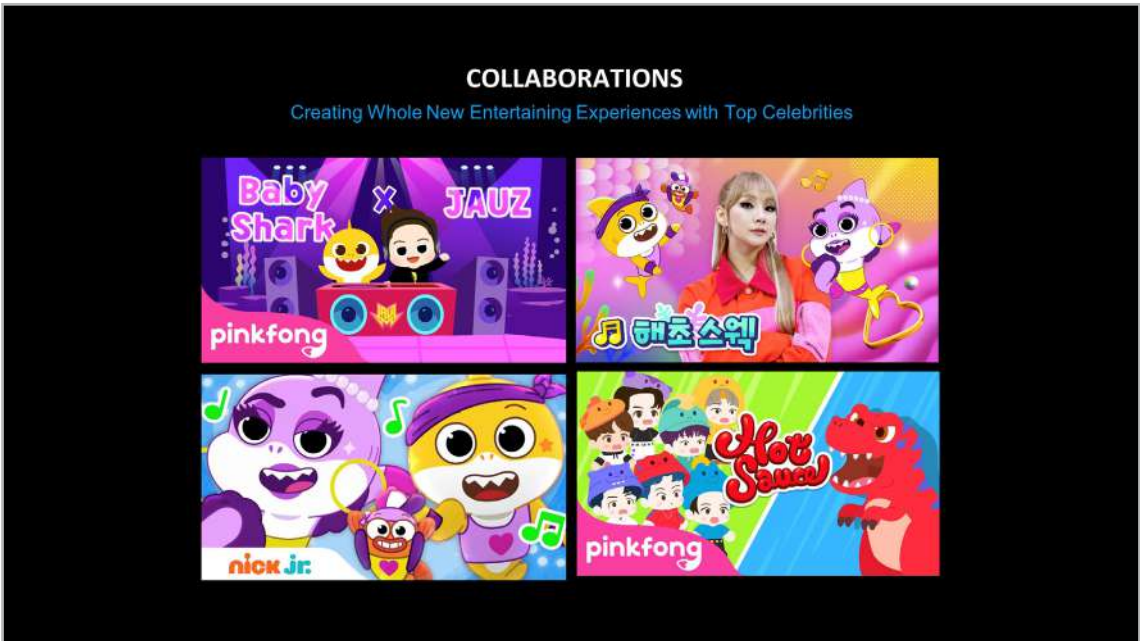 COLLABORATIONS
Creating Whole New Entertaining Experiences with Top Celebrities
Baby Shark
X
JAUZ
pinkfong
해초 스웩
nick jr.
Hot Sauce
pinkfong